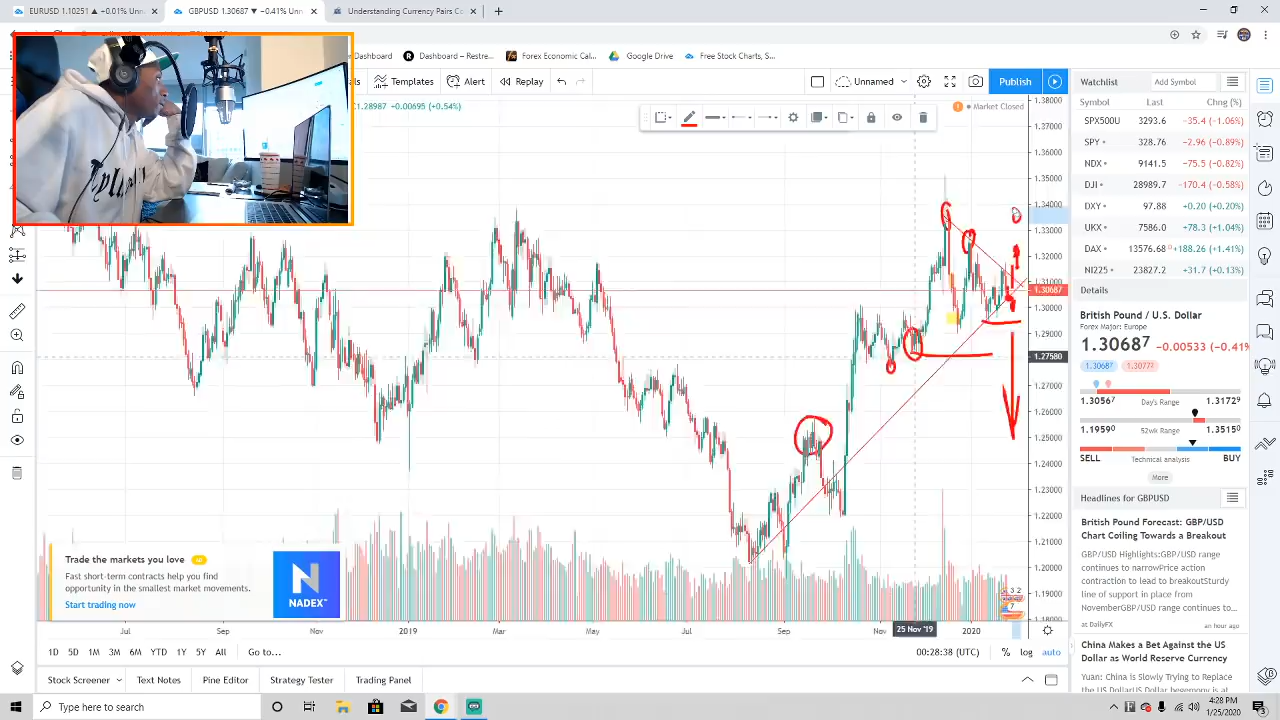 EURUSD 1.10251 ▲ +0.01% Un
GBPUSD 1.30687 ▼ −0.01% Un
Understanding Currency Pairs C
Dashboard
Dashboard – Restre...
Forex Economic Cal...
Google Drive
Free Stock Charts, S...
Templates
Alert
Replay
Unnamed
Publish
1.28987 +0.00695 (+0.54%)
Market Closed
Watchlist
Add Symbol
Symbol Last Chng (%)
SPX500U 3293.6 −35.4 (−1.06%)
SPY 328.76 −2.96 (−0.89%)
NDX 9141.5 −75.5 (−0.82%)
DJI 28989.7 −170.4 (−0.58%)
DXY 97.88 +0.20 (+0.20%)
UKX 7586.0 +78.3 (+1.04%)
DAX 13576.68 +188.26 (+1.41%)
NI225 23827.2 +31.7 (+0.13%)
Details
British Pound / U.S. Dollar
Forex Major: Europe
1.30687 −0.00533 (−0.41%
1.30687 1.30772
1.30567 Day's Range 1.31729
1.19590 52wk Range 1.35150
SELL Technical analysis BUY
More
Headlines for GBPUSD
British Pound Forecast: GBP/USD
Chart Coiling Towards a Breakout
GBP/USD Highlights:GBP/USD range
continues to narrowPrice action
contraction to lead to breakoutSturdy
line of support in place from
NovemberGBP/USD range continues to...
at DailyFX an hour ago
China Makes a Bet Against the US
Dollar as World Reserve Currency
Yuan: China is Slowly Trying to Replace
1.38000
1.37000
1.36000
1.35000
1.34000
1.33000
1.32000
1.31000
1.30687
1.30000
1.29000
1.27580
1.27000
1.26000
1.25000
1.24000
1.23000
1.22000
1.21000
1.20000
1.19000
Trade the markets you love Ad
Fast short-term contracts help you find
opportunity in the smallest market movements.
Start trading now
NADEX
Jul Sep Nov 2019 Mar May Jul Sep Nov 25 Nov '19 2020
1D 5D 1M 3M 6M YTD 1Y 5Y All Go to...
00:28:38 (UTC) % log auto
Stock Screener Text Notes Pine Editor Strategy Tester Trading Panel
Type here to search
4:28 PM
1/25/2020